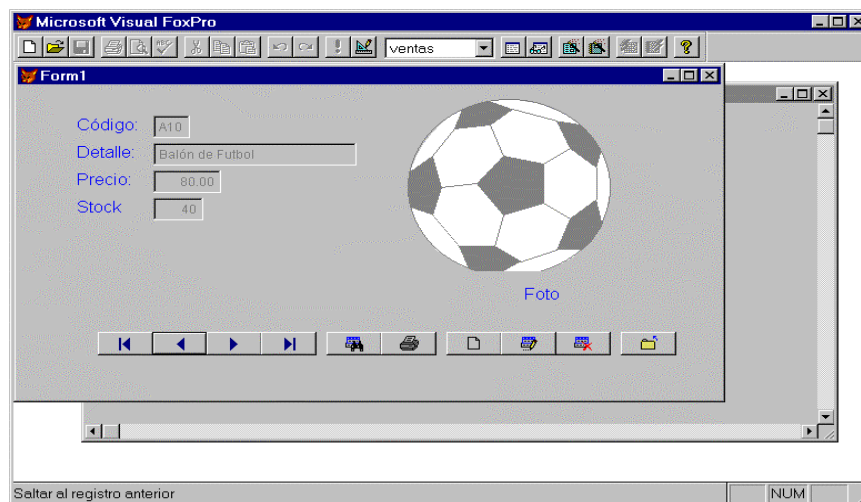 Microsoft Visual FoxPro
ventas
Form1
Código: A10
Detalle: Balón de Futbol
Precio: 80.00
Stock 40
Foto
Saltar al registro anterior
NUM